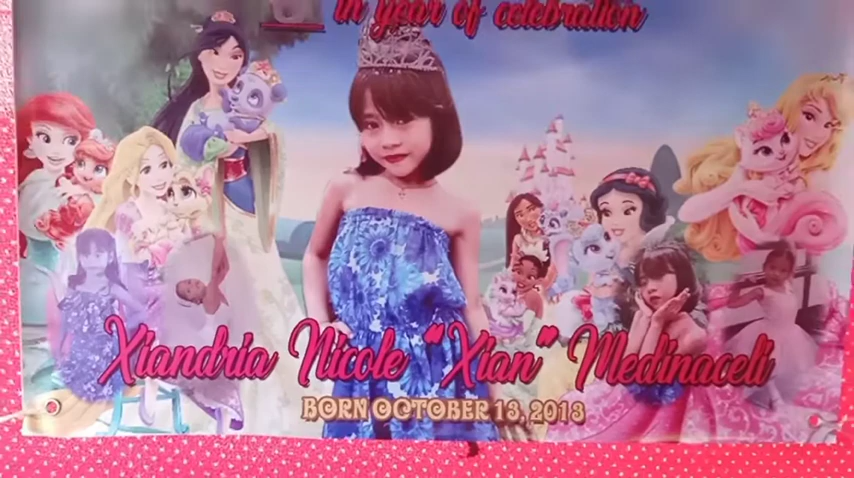 in year of celebration
Xiandria Nicole "Xian" Medinaceli
BORN OCTOBER 13, 2013